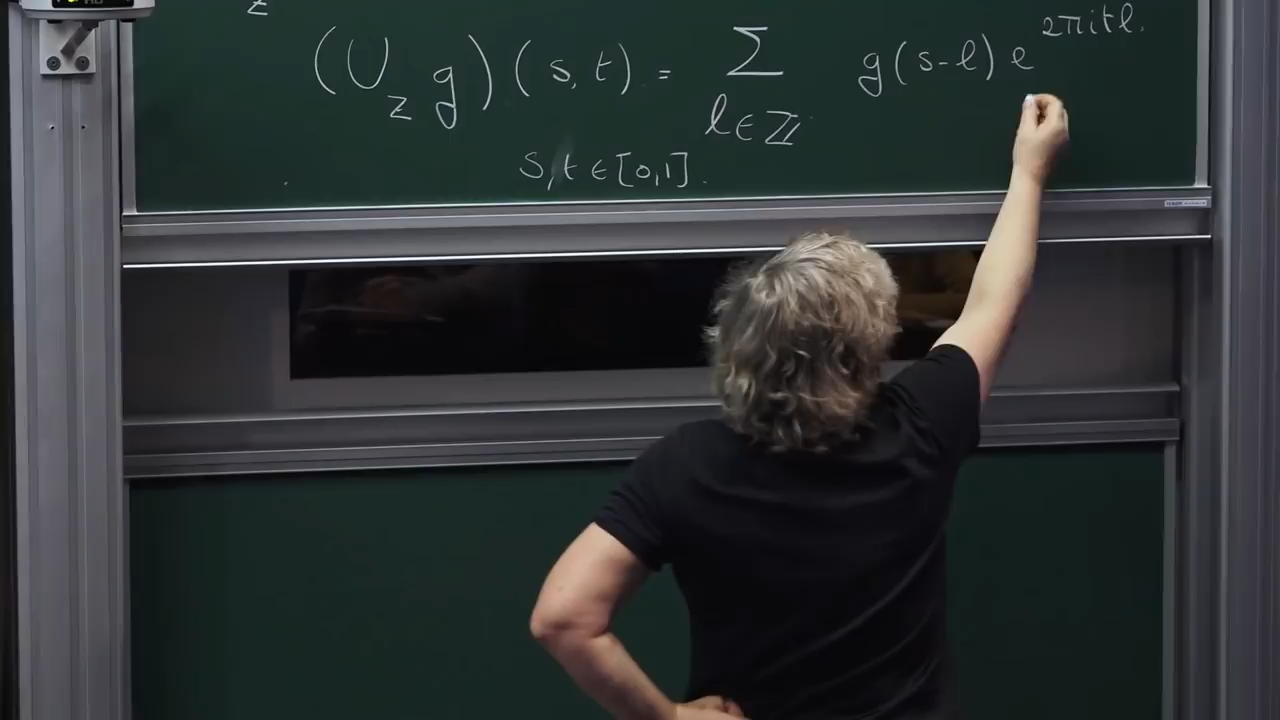 z
(U_z g)(s,t) = Σ_{l∈ℤ} g(s-l) e^{2πitl}.
s,t ∈ [0,1].